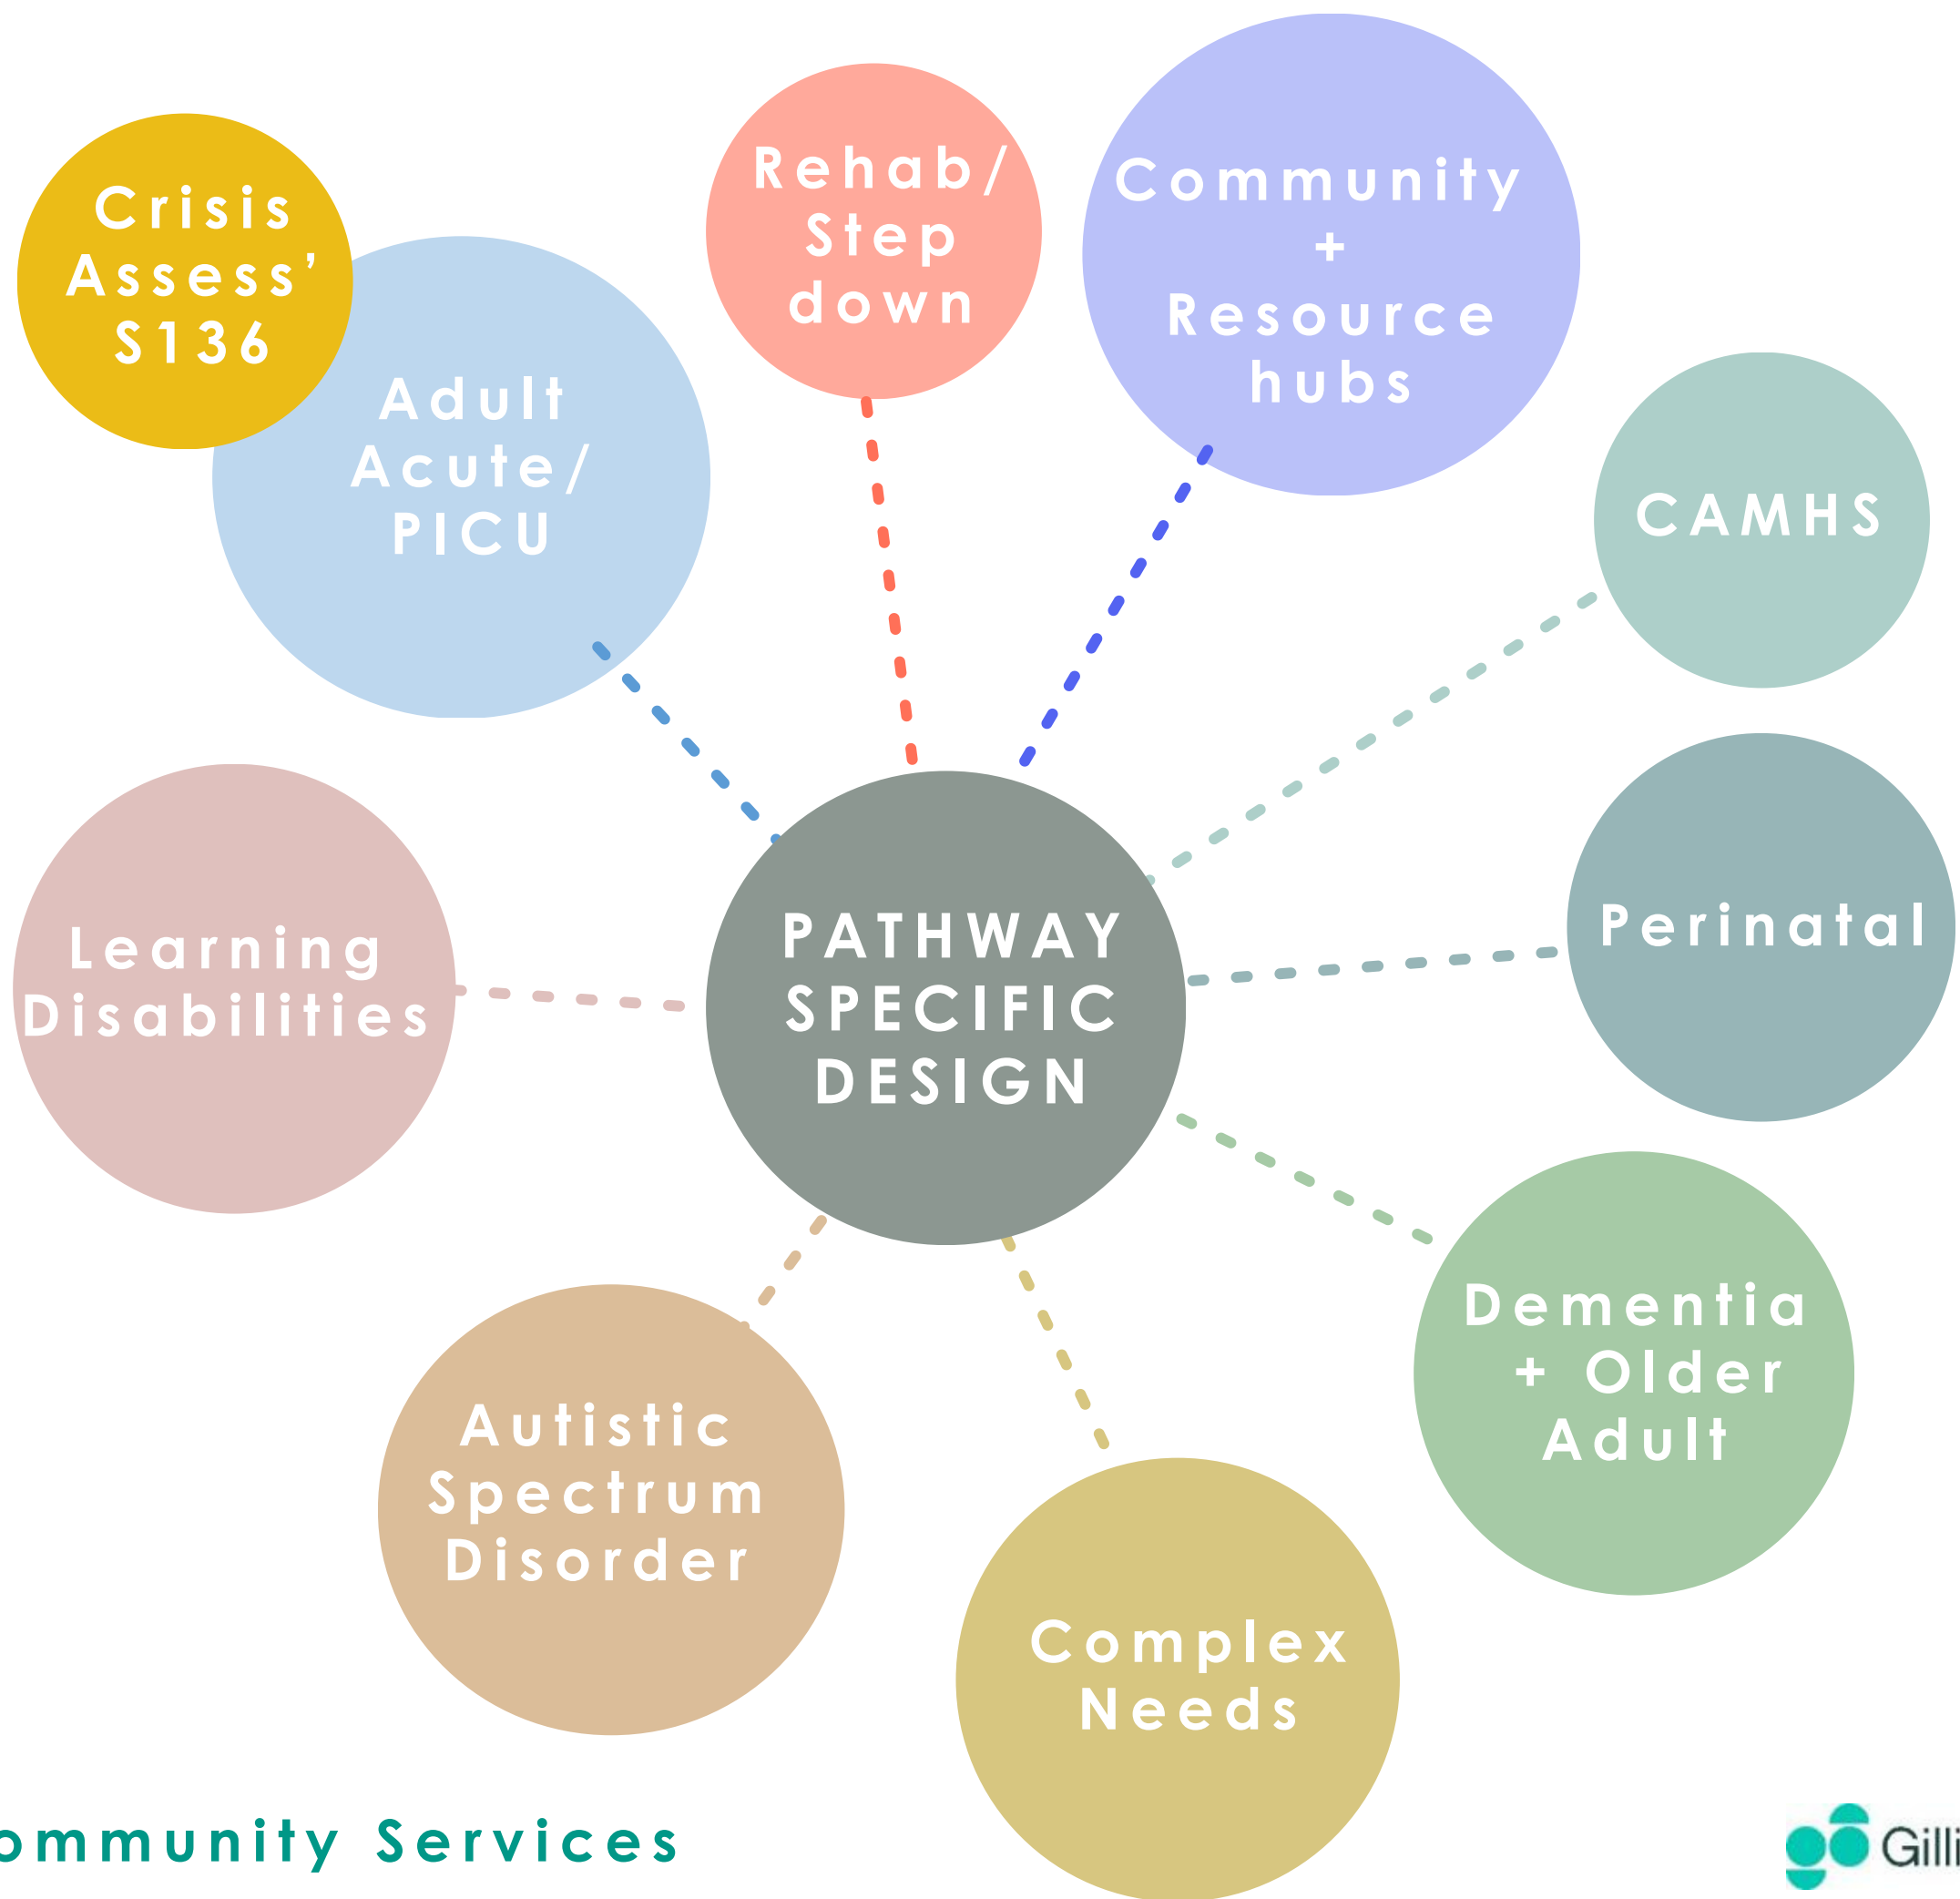 Crisis
Assess'
S136
Adult
Acute/
PICU
Rehab/
Step
down
Community
+
Resource
hubs
CAMHS
Perinatal
Learning
Disabilities
PATHWAY
SPECIFIC
DESIGN
Dementia
+ Older
Adult
Autistic
Spectrum
Disorder
Complex
Needs
ommunity Services
Gilli